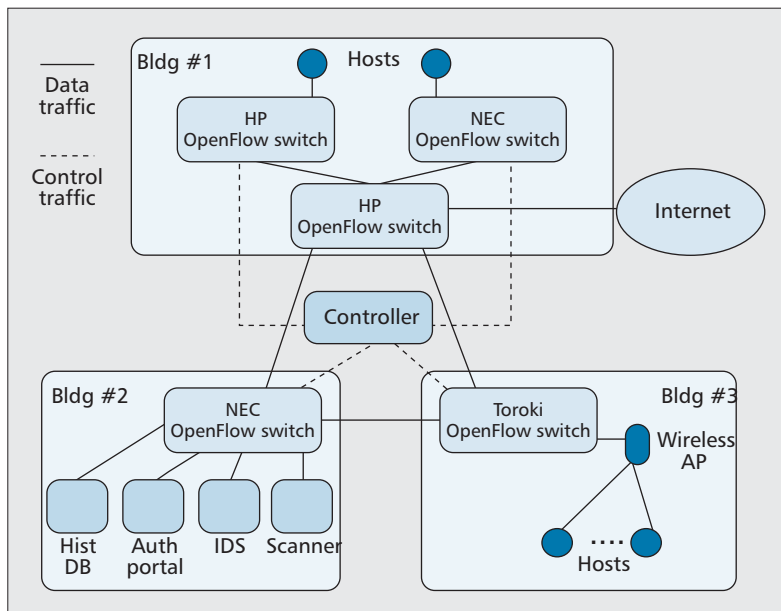 Data
traffic
Control
traffic
Bldg #1
Hosts
HP
OpenFlow switch
NEC
OpenFlow switch
HP
OpenFlow switch
Internet
Controller
Bldg #2
NEC
OpenFlow switch
Hist
DB
Auth
portal
IDS
Scanner
Bldg #3
Toroki
OpenFlow switch
Wireless
AP
....
Hosts